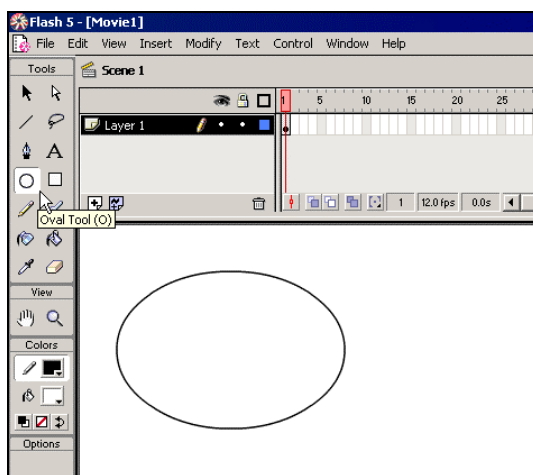 Flash 5 - [Movie1]
File Edit View Insert Modify Text Control Window Help
Tools
Scene 1
1 5 10 15 20 25
Layer 1
A
1 12.0 fps 0.0s
Oval Tool (O)
View
Colors
Options